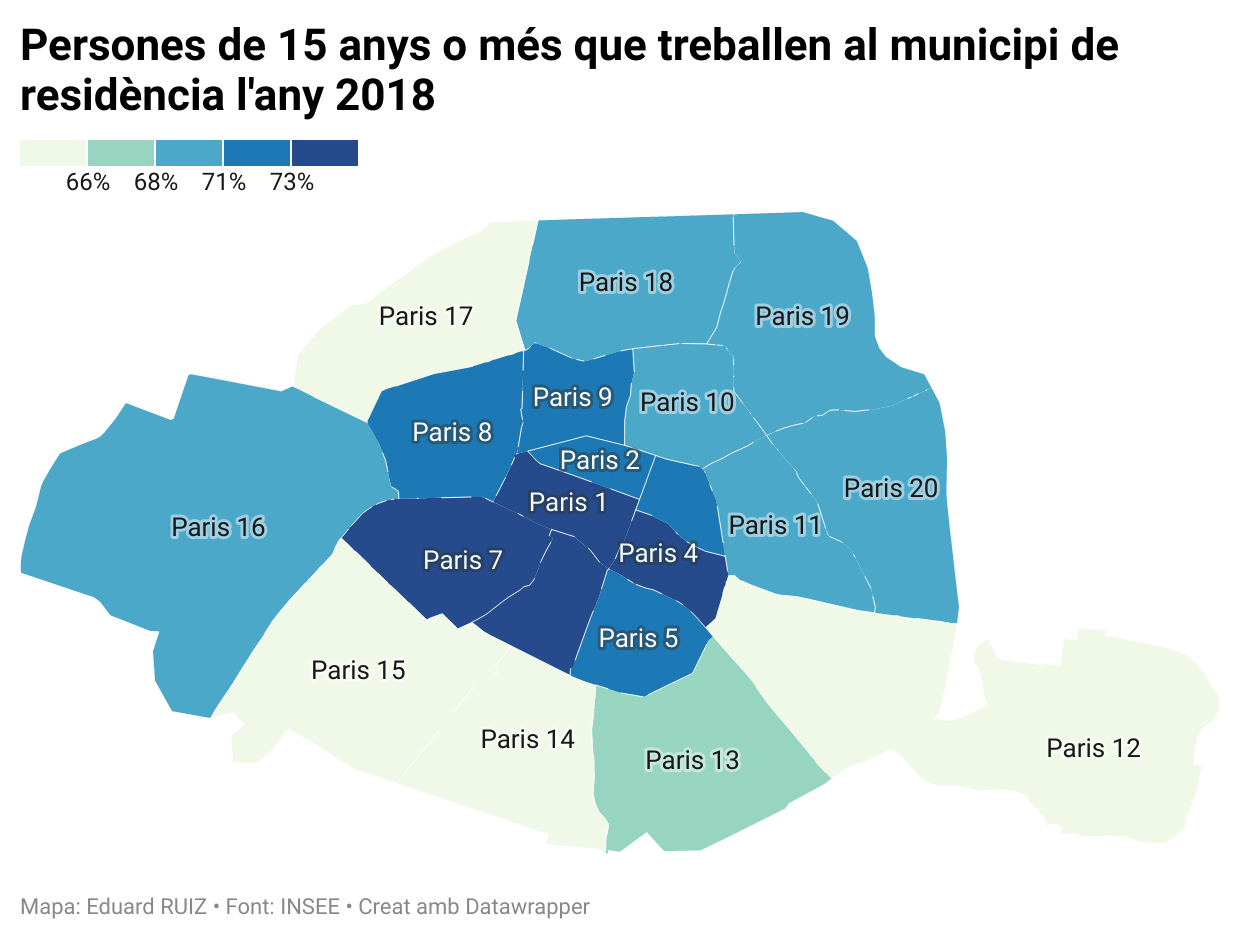 Persones de 15 anys o més que treballen al municipi de
residència l'any 2018
66% 68% 71% 73%
Paris 18
Paris 17
Paris 19
Paris 9
Paris 10
Paris 8
Paris 2
Paris 20
Paris 1
Paris 16
Paris 11
Paris 7
Paris 4
Paris 5
Paris 15
Paris 14
Paris 12
Paris 13
Mapa: Eduard RUIZ • Font: INSEE • Creat amb Datawrapper